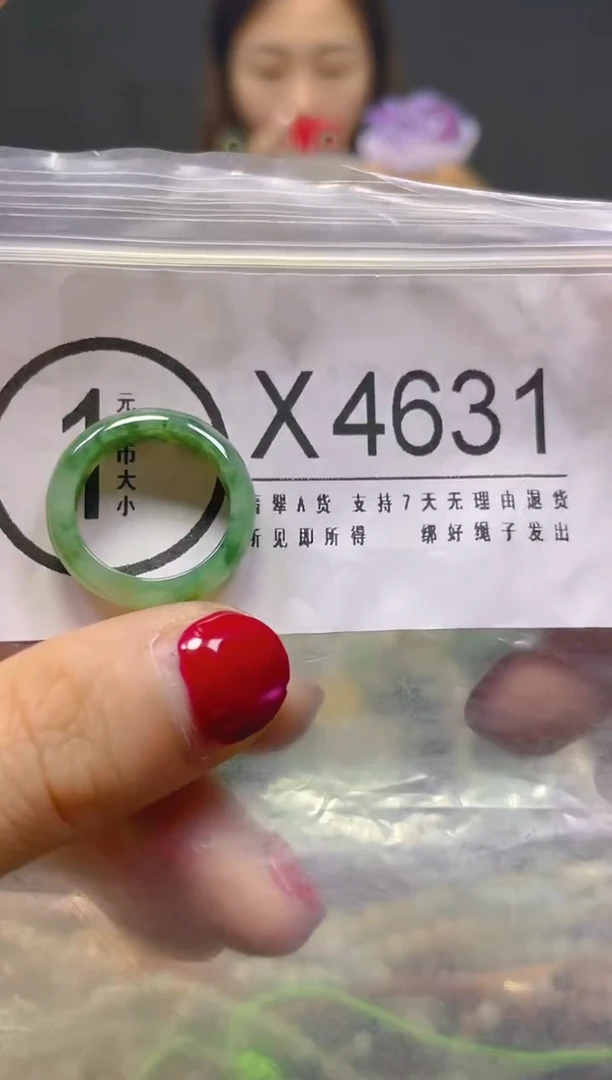 1
元
币
大
小
X4631
翠A货 支持7天无理由退货
所见即所得 绑好绳子发出